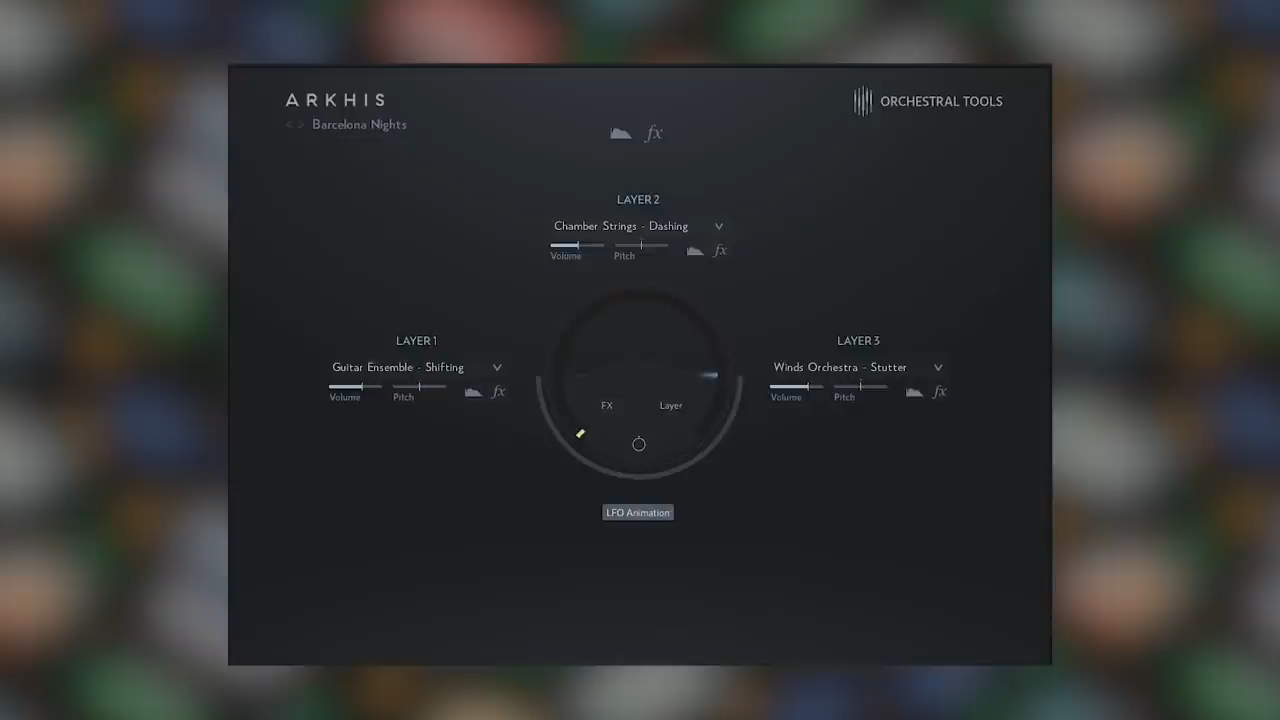 ARKHIS
ORCHESTRAL TOOLS
< > Barcelona Nights
fx
LAYER 2
Chamber Strings - Dashing
Volume Pitch fx
LAYER 1
Guitar Ensemble - Shifting
Volume Pitch fx
LAYER 3
Winds Orchestra - Stutter
Volume Pitch fx
FX Layer
LFO Animation